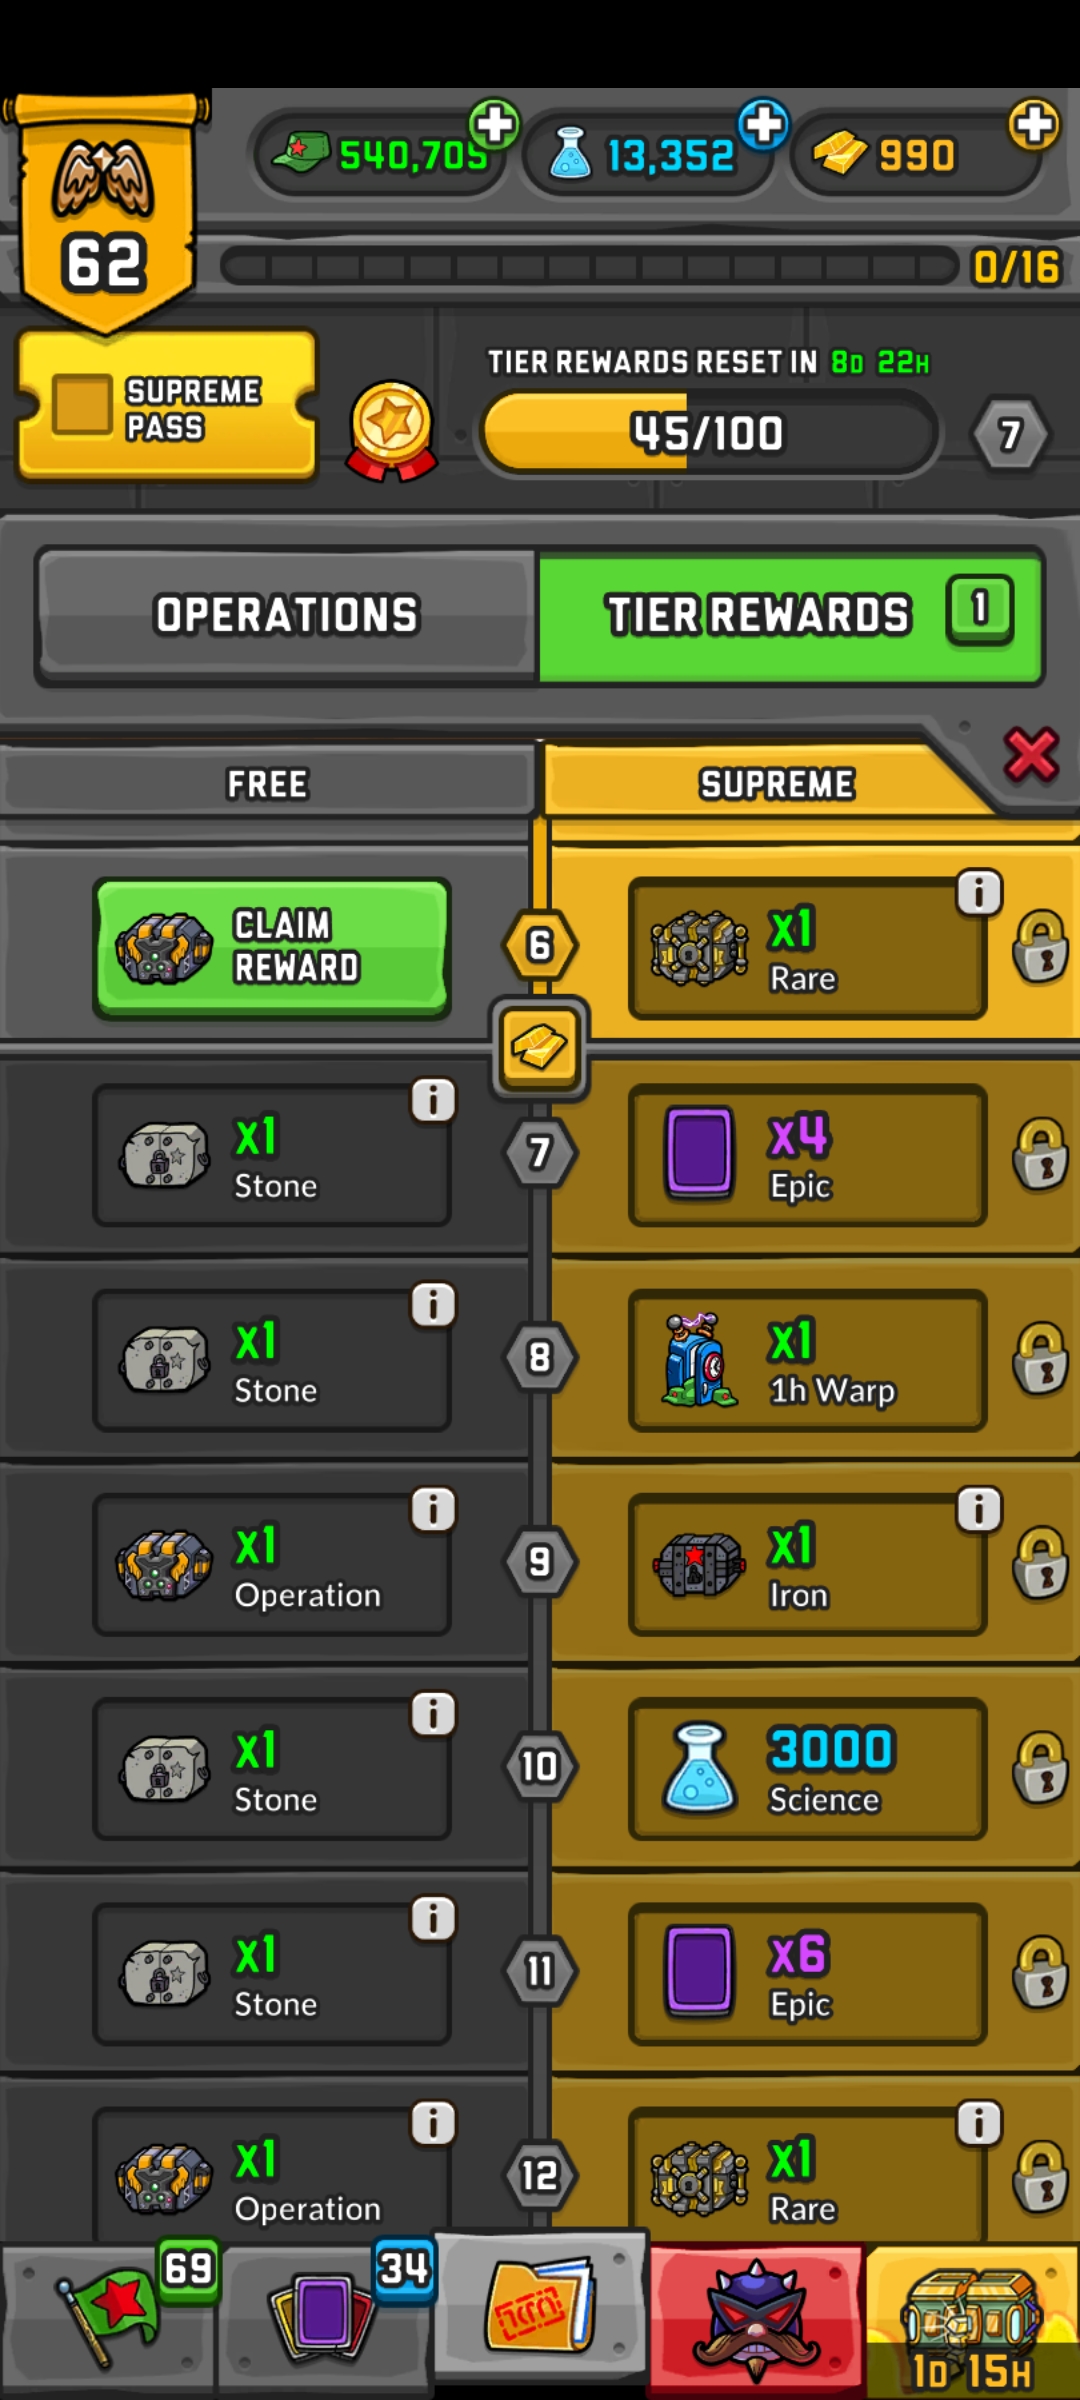 62
540,705
13,352
990
0/16
SUPREME
PASS
TIER REWARDS RESET IN 8D 22H
45/100
7
OPERATIONS
TIER REWARDS
1
FREE
SUPREME
CLAIM
REWARD
6
x1
Rare
x1
Stone
7
x4
Epic
x1
Stone
8
x1
1h Warp
x1
Operation
9
x1
Iron
x1
Stone
10
3000
Science
x1
Stone
11
x6
Epic
x1
Operation
12
x1
Rare
69
34
1D 15H